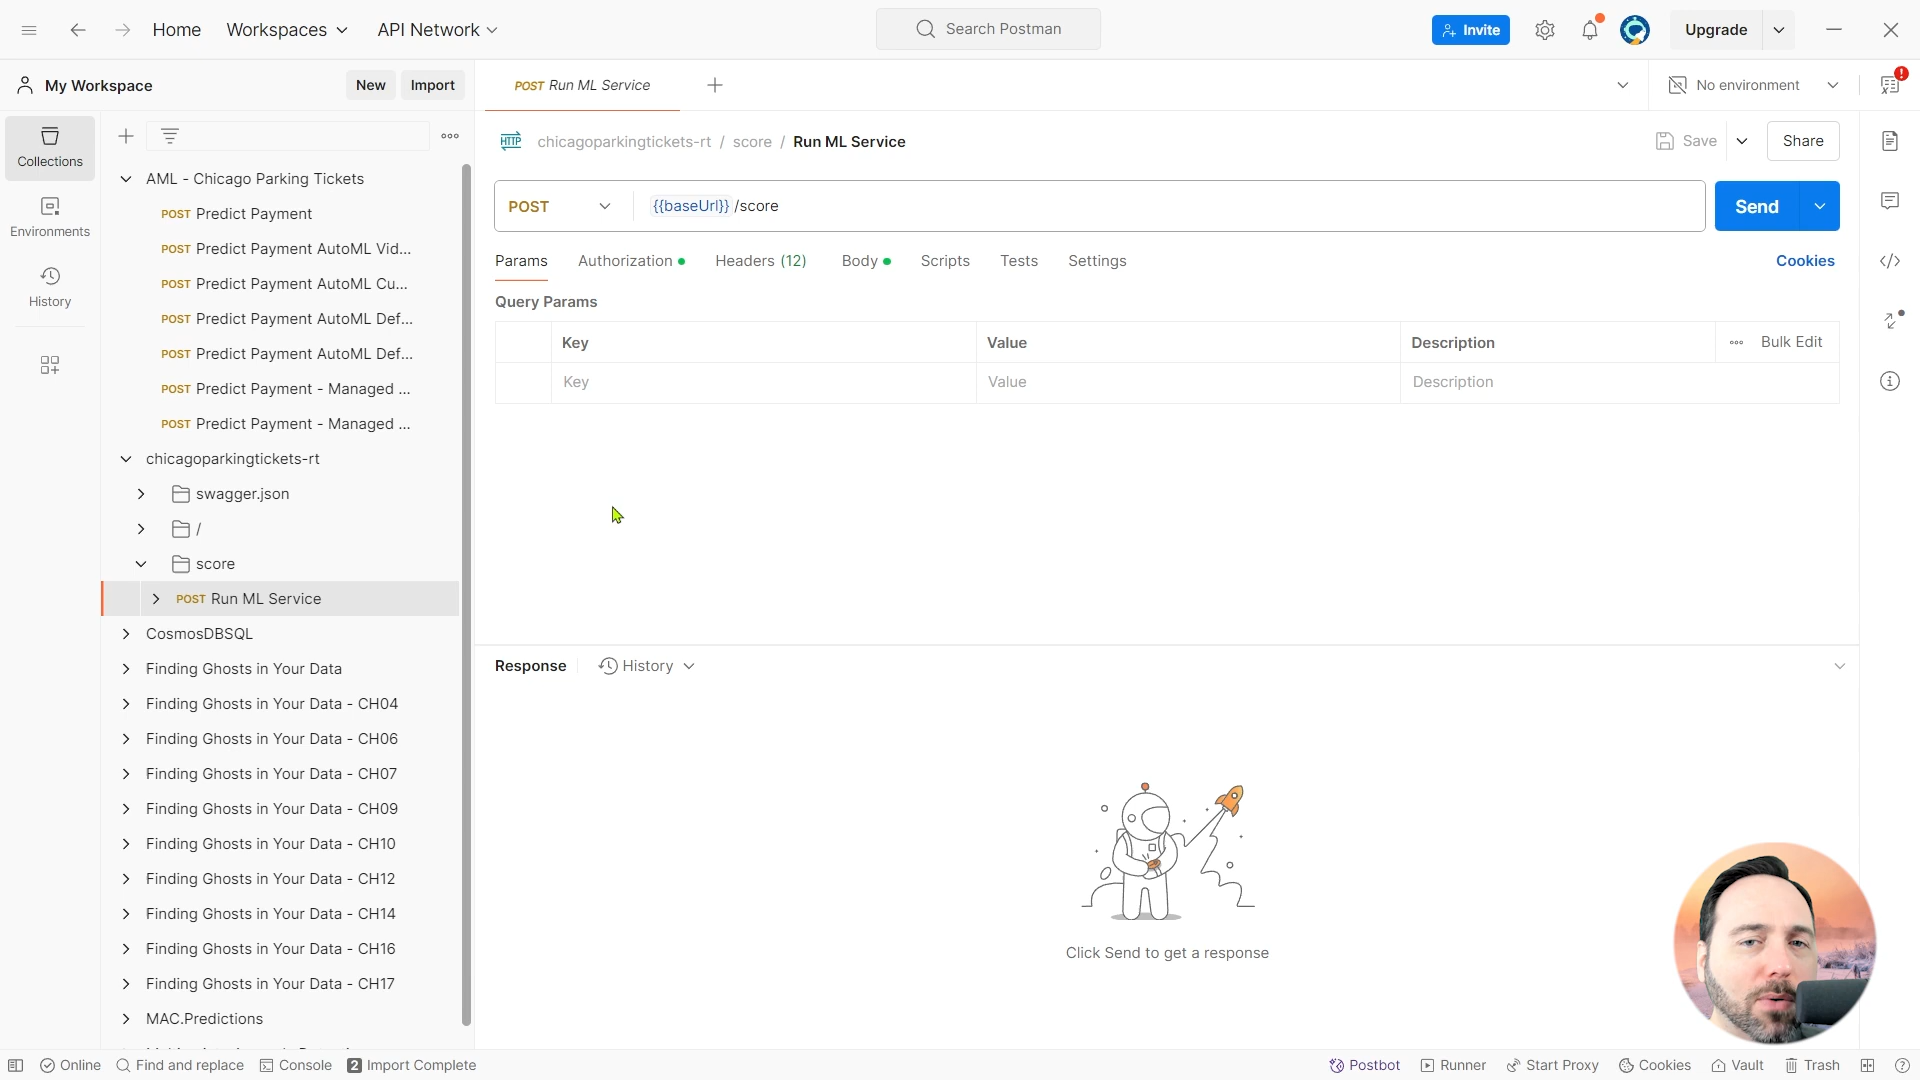 Home
Workspaces
API Network
Search Postman
Invite
Upgrade
My Workspace
New
Import
POST Run ML Service
No environment
Collections
Environments
History
AML - Chicago Parking Tickets
POST Predict Payment
POST Predict Payment AutoML Vid...
POST Predict Payment AutoML Cu...
POST Predict Payment AutoML Def...
POST Predict Payment AutoML Def...
POST Predict Payment - Managed ...
POST Predict Payment - Managed ...
chicagoparkingtickets-rt
swagger.json
/
score
POST Run ML Service
CosmosDBSQL
Finding Ghosts in Your Data
Finding Ghosts in Your Data - CH04
Finding Ghosts in Your Data - CH06
Finding Ghosts in Your Data - CH07
Finding Ghosts in Your Data - CH09
Finding Ghosts in Your Data - CH10
Finding Ghosts in Your Data - CH12
Finding Ghosts in Your Data - CH14
Finding Ghosts in Your Data - CH16
Finding Ghosts in Your Data - CH17
MAC.Predictions
HTTP chicagoparkingtickets-rt / score / Run ML Service
Save
Share
POST
{{baseUrl}} /score
Send
Params
Authorization
Headers (12)
Body
Scripts
Tests
Settings
Cookies
Query Params
Key
Value
Description
Bulk Edit
Key
Value
Description
Response
History
Click Send to get a response
Online
Find and replace
Console
2 Import Complete
Postbot
Runner
Start Proxy
Cookies
Vault
Trash